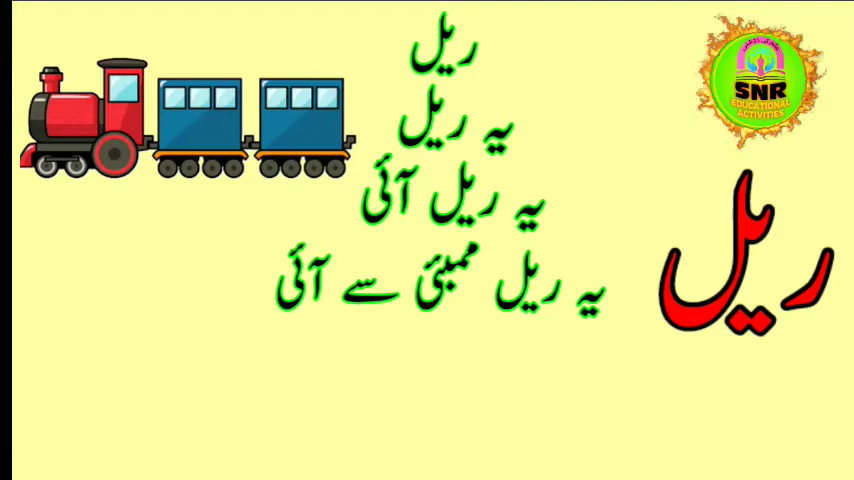 ریل
یہ ریل
یہ ریل آئی
یہ ریل ممبئی سے آئی
ریل
SNR
EDUCATIONAL
ACTIVITIES